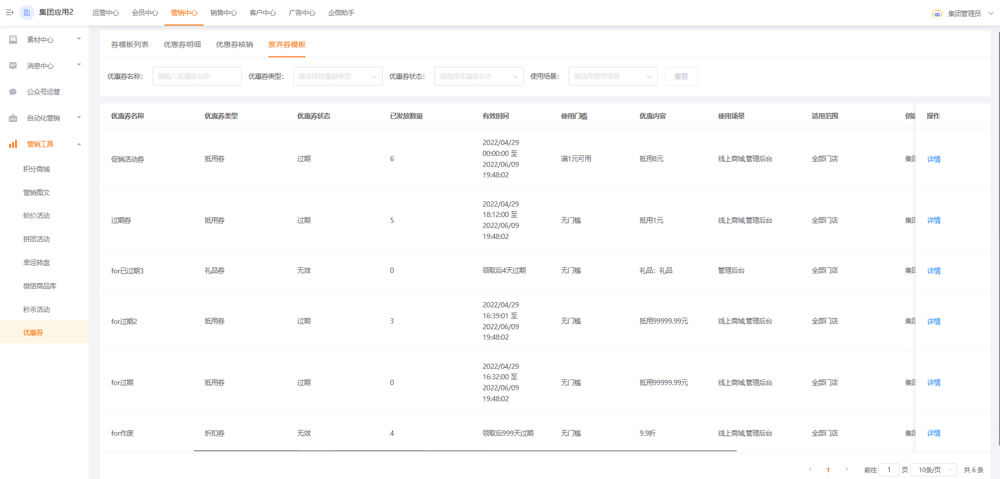 集团应用2 运营中心 会员中心 营销中心 销售中心 客户中心 广告中心 企微助手 集团管理员
素材中心
消息中心
公众号运营
自动化营销
营销工具
积分商城
营销图文
砍价活动
拼团活动
幸运转盘
微信商品库
秒杀活动
优惠券
券模板列表 优惠券明细 优惠券核销 废弃券模板
优惠券名称: 请输入优惠券名称 优惠券类型: 请选择优惠券类型 优惠券状态: 请选择优惠券状态 使用场景: 请选择使用场景 重置
优惠券名称 优惠券类型 优惠券状态 已发放数量 有效时间 使用门槛 优惠内容 使用场景 适用范围 创建 操作
促销活动券 抵用券 过期 6 2022/04/29
00:00:00 至
2022/06/09
19:48:02 满1元可用 抵用8元 线上商城,管理后台 全部门店 集团 详情
过期券 抵用券 过期 5 2022/04/29
18:12:00 至
2022/06/09
19:48:02 无门槛 抵用1元 线上商城,管理后台 全部门店 集团 详情
for已过期3 礼品券 无效 0 领取后4天过期 无门槛 礼品：礼品 管理后台 全部门店 集团 详情
for过期2 抵用券 过期 3 2022/04/29
16:39:01 至
2022/06/09
19:48:02 无门槛 抵用99999.99元 线上商城,管理后台 全部门店 集团 详情
for过期 抵用券 过期 0 2022/04/29
16:32:00 至
2022/06/09
19:48:02 无门槛 抵用99999.99元 线上商城,管理后台 全部门店 集团 详情
for作废 折扣券 无效 4 领取后999天过期 无门槛 9.9折 线上商城,管理后台 全部门店 集团 详情
1 前往 1 页 10条/页 共 6 条